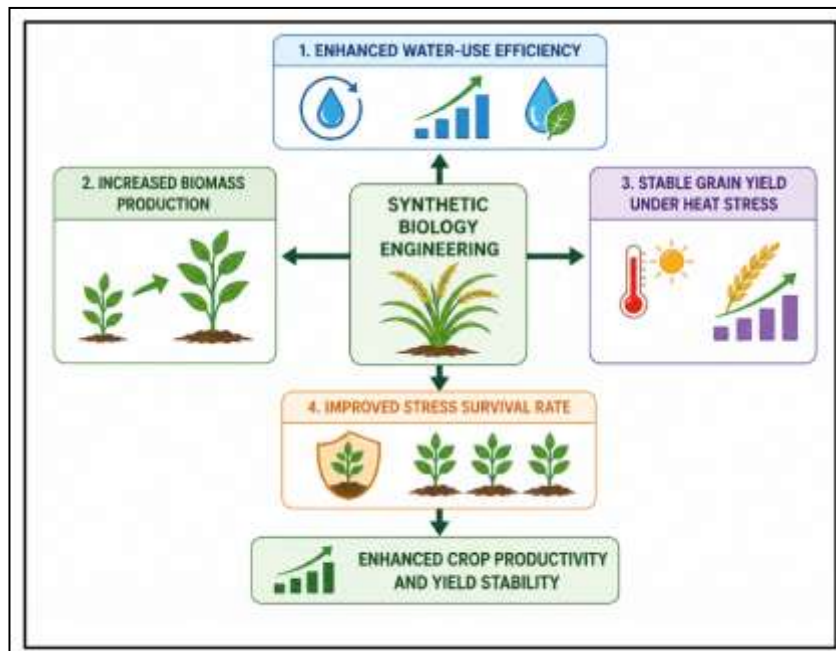 1. ENHANCED WATER-USE EFFICIENCY
2. INCREASED BIOMASS
PRODUCTION
SYNTHETIC
BIOLOGY
ENGINEERING
3. STABLE GRAIN YIELD
UNDER HEAT STRESS
4. IMPROVED STRESS SURVIVAL RATE
ENHANCED CROP PRODUCTIVITY
AND YIELD STABILITY